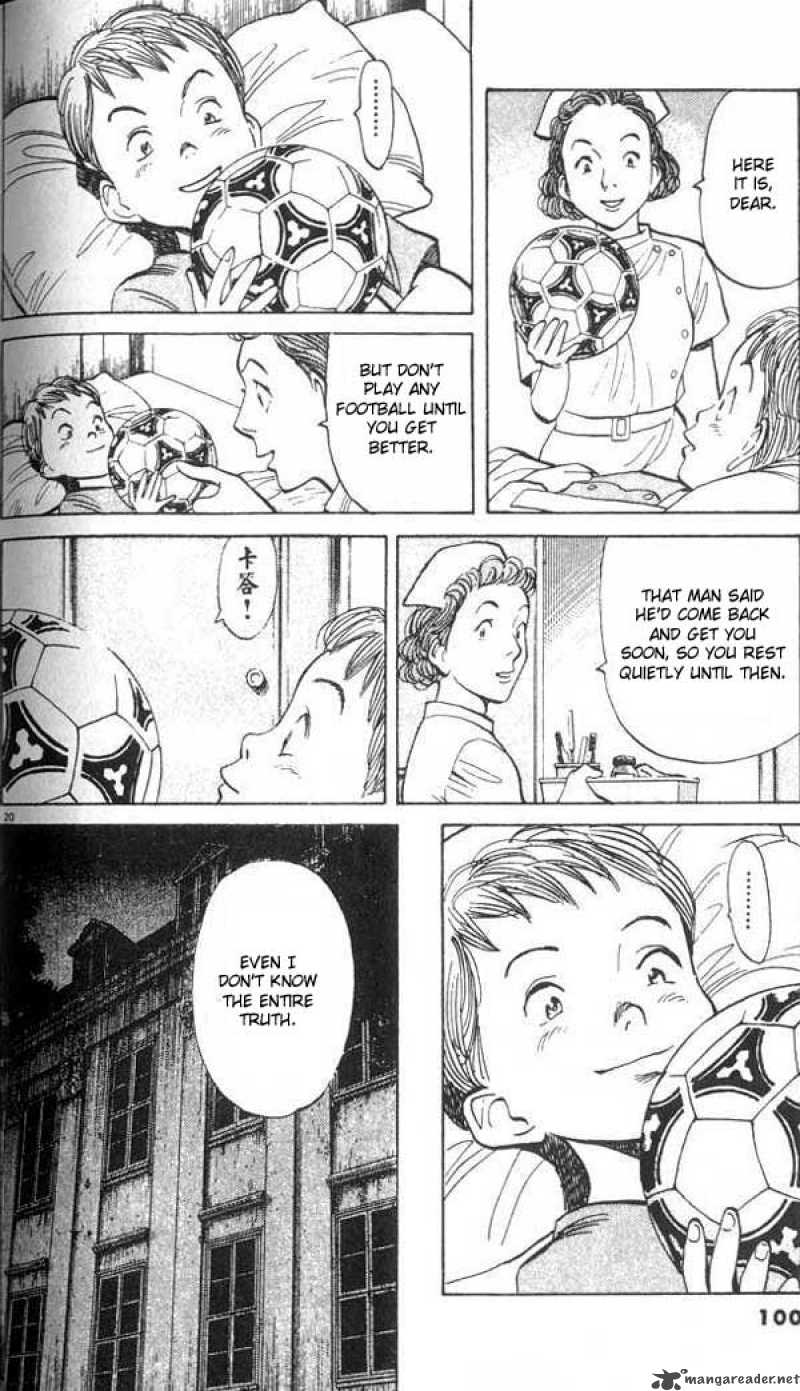 HERE
IT IS,
DEAR.
......
BUT DON'T
PLAY ANY
FOOTBALL UNTIL
YOU GET
BETTER.
THAT MAN SAID
HE'D COME BACK
AND GET YOU
SOON, SO YOU REST
QUIETLY UNTIL THEN.
卡答!
20
......
EVEN I
DON'T KNOW
THE ENTIRE
TRUTH.
100
mangareader.net